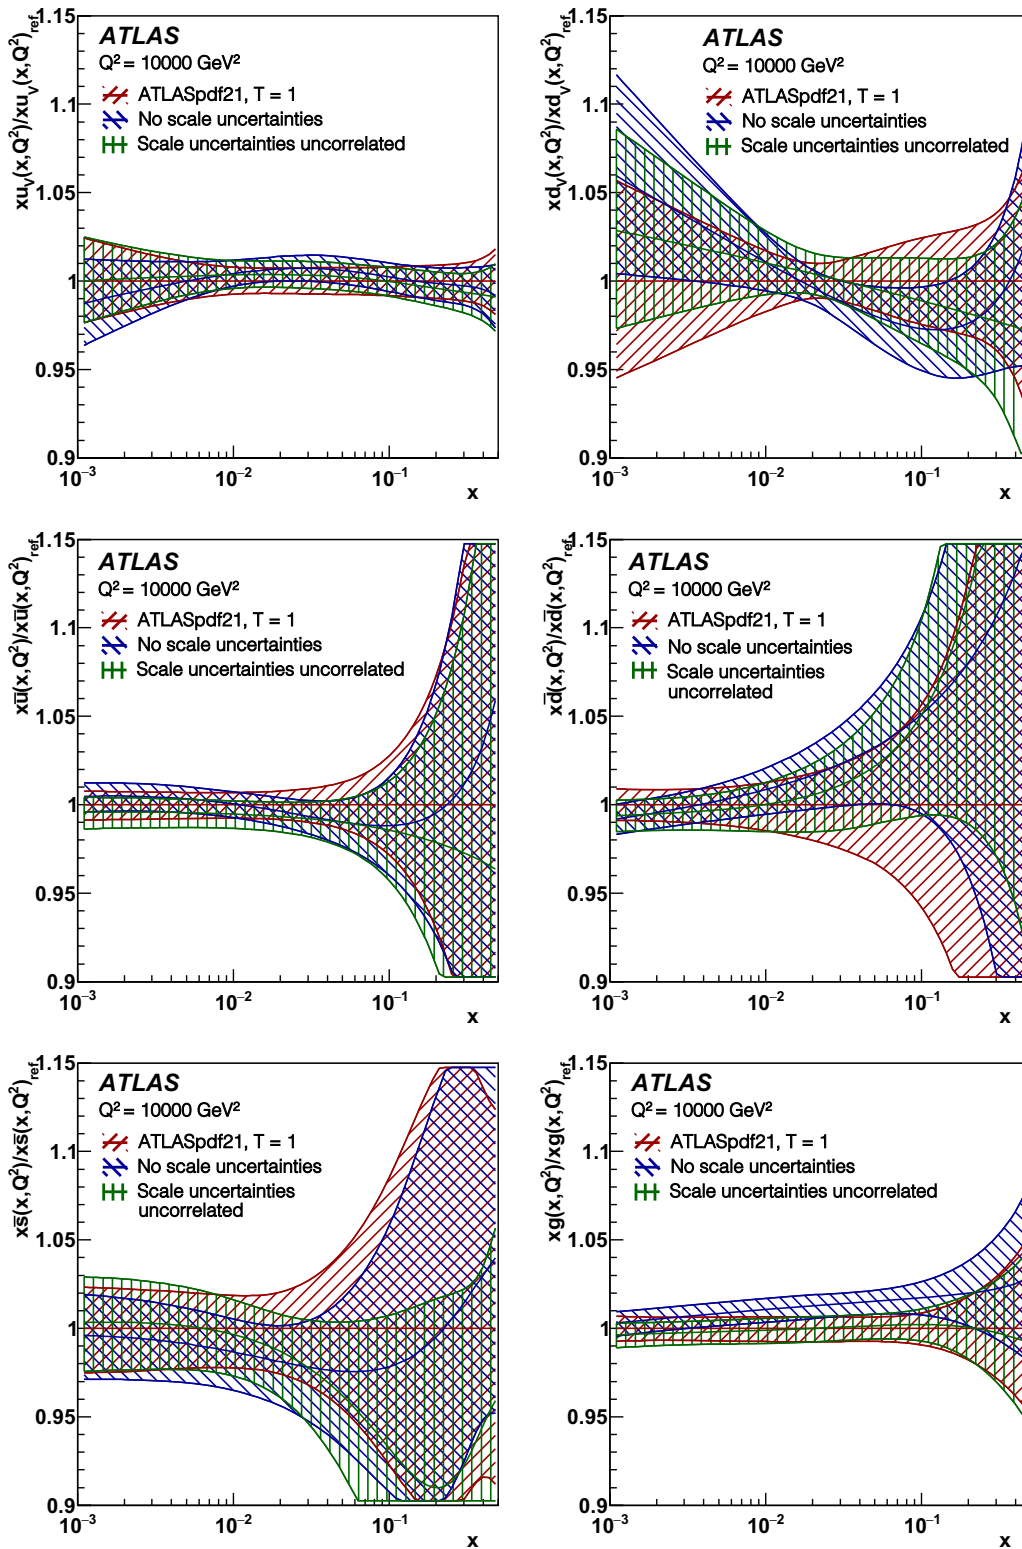 xu_V(x,Q²)/xu_V(x,Q²)_ref
1.15
1.1
1.05
1
0.95
0.9
ATLAS
Q² = 10000 GeV²
ATLASpdf21, T = 1
No scale uncertainties
Scale uncertainties uncorrelated
10⁻³ 10⁻² 10⁻¹
x
xd_V(x,Q²)/xd_V(x,Q²)_ref
1.15
1.1
1.05
1
0.95
0.9
ATLAS
Q² = 10000 GeV²
ATLASpdf21, T = 1
No scale uncertainties
Scale uncertainties uncorrelated
10⁻³ 10⁻² 10⁻¹
x
xu̅(x,Q²)/xu̅(x,Q²)_ref
1.15
1.1
1.05
1
0.95
0.9
ATLAS
Q² = 10000 GeV²
ATLASpdf21, T = 1
No scale uncertainties
Scale uncertainties uncorrelated
10⁻³ 10⁻² 10⁻¹
x
xd̅(x,Q²)/xd̅(x,Q²)_ref
1.15
1.1
1.05
1
0.95
0.9
ATLAS
Q² = 10000 GeV²
ATLASpdf21, T = 1
No scale uncertainties
Scale uncertainties
uncorrelated
10⁻³ 10⁻² 10⁻¹
x
xs̅(x,Q²)/xs̅(x,Q²)_ref
1.15
1.1
1.05
1
0.95
0.9
ATLAS
Q² = 10000 GeV²
ATLASpdf21, T = 1
No scale uncertainties
Scale uncertainties
uncorrelated
10⁻³ 10⁻² 10⁻¹
x
xg(x,Q²)/xg(x,Q²)_ref
1.15
1.1
1.05
1
0.95
0.9
ATLAS
Q² = 10000 GeV²
ATLASpdf21, T = 1
No scale uncertainties
Scale uncertainties uncorrelated
10⁻³ 10⁻² 10⁻¹
x